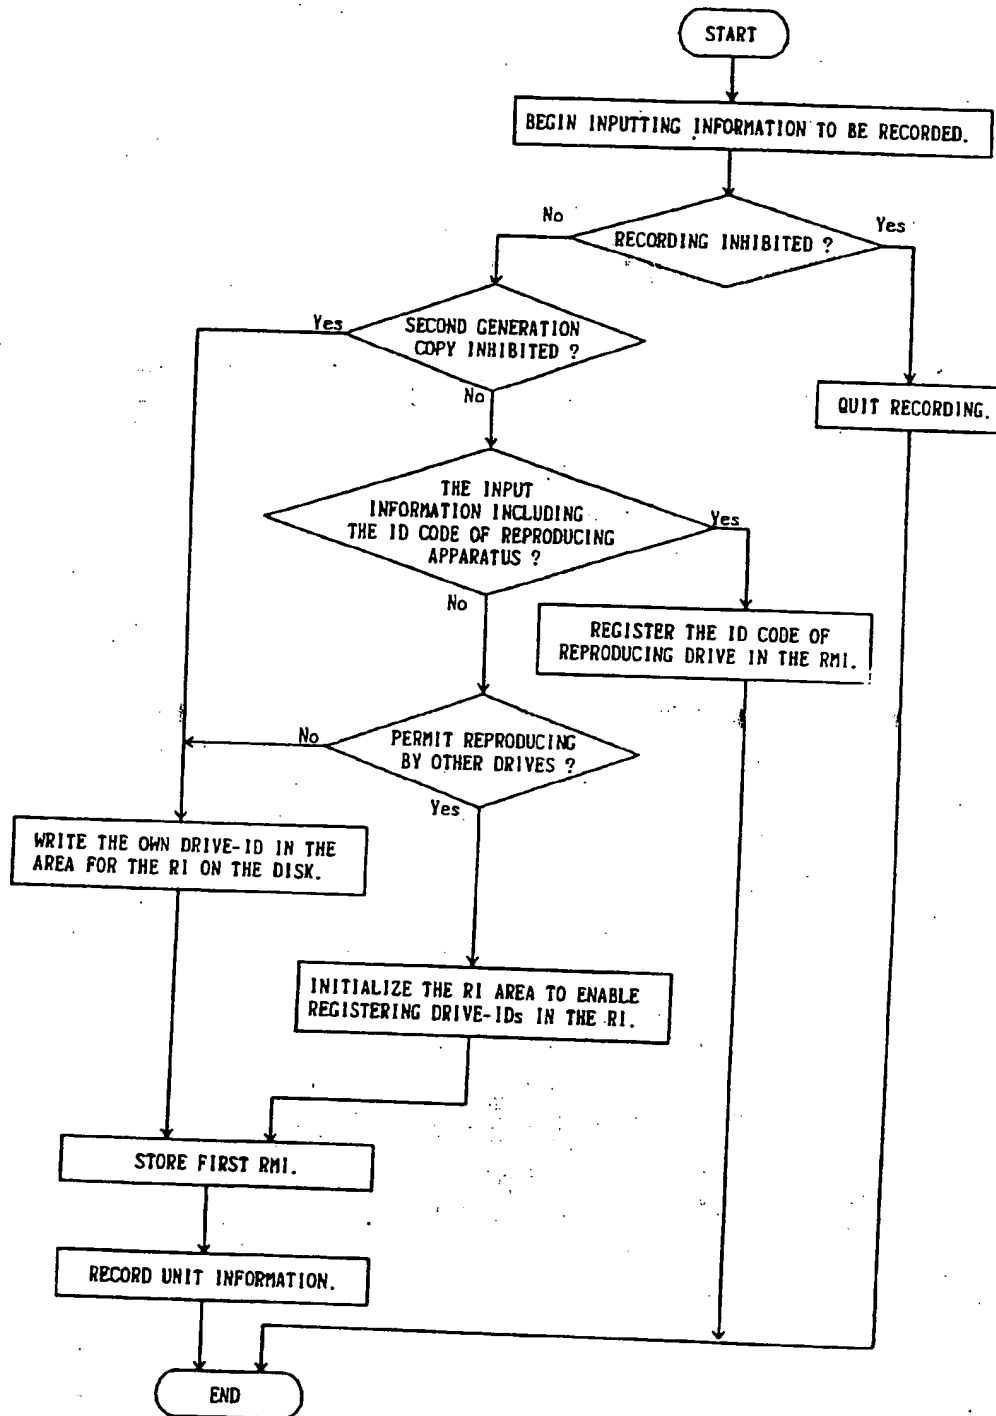 START
BEGIN INPUTTING INFORMATION TO BE RECORDED.
No
RECORDING INHIBITED ?
Yes
Yes
SECOND GENERATION
COPY INHIBITED ?
No
QUIT RECORDING.
THE INPUT
INFORMATION INCLUDING
THE ID CODE OF REPRODUCING
APPARATUS ?
Yes
No
REGISTER THE ID CODE OF
REPRODUCING DRIVE IN THE RMI.
No
PERMIT REPRODUCING
BY OTHER DRIVES ?
Yes
WRITE THE OWN DRIVE-ID IN THE
AREA FOR THE RI ON THE DISK.
INITIALIZE THE RI AREA TO ENABLE
REGISTERING DRIVE-IDs IN THE RI.
STORE FIRST RMI.
RECORD UNIT INFORMATION.
END